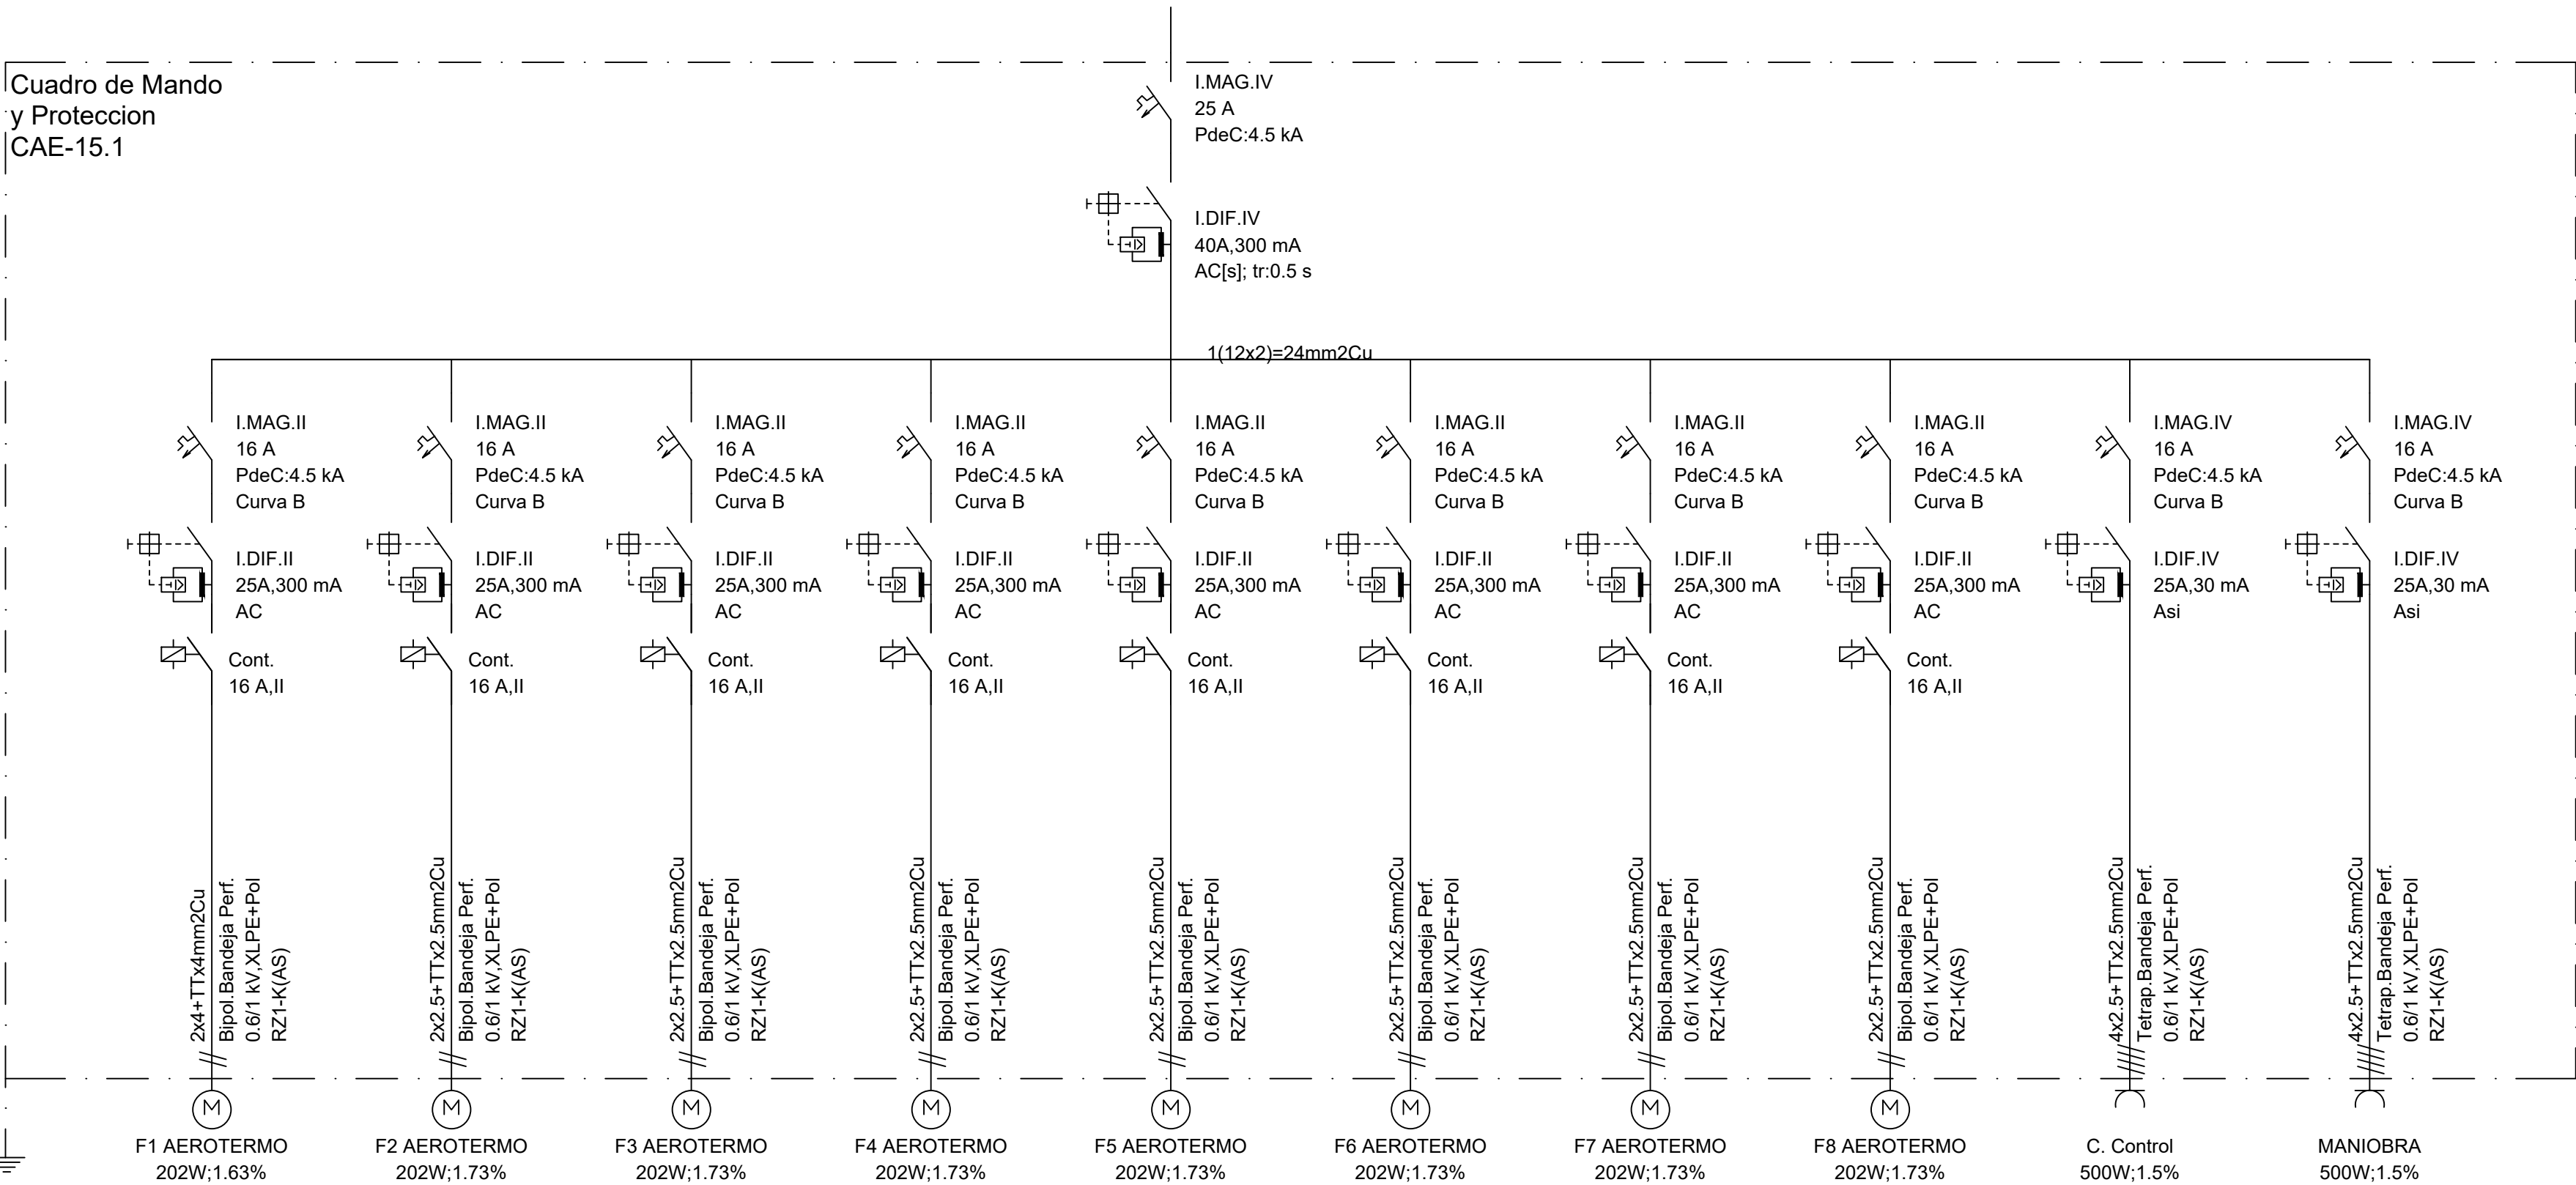 Cuadro de Mando
y Proteccion
CAE-15.1
I.MAG.IV
25 A
PdeC:4.5 kA
I.DIF.IV
40A,300 mA
AC[s]; tr:0.5 s
1(12x2)=24mm2Cu
I.MAG.II
16 A
PdeC:4.5 kA
Curva B
I.DIF.II
25A,300 mA
AC
Cont.
16 A,II
2x4+TTx4mm2Cu
Bipol.Bandeja Perf.
0.6/1 kV,XLPE+Pol
RZ1-K(AS)
M
F1 AEROTERMO
202W;1.63%
I.MAG.II
16 A
PdeC:4.5 kA
Curva B
I.DIF.II
25A,300 mA
AC
Cont.
16 A,II
2x2.5+TTx2.5mm2Cu
Bipol.Bandeja Perf.
0.6/1 kV,XLPE+Pol
RZ1-K(AS)
M
F2 AEROTERMO
202W;1.73%
I.MAG.II
16 A
PdeC:4.5 kA
Curva B
I.DIF.II
25A,300 mA
AC
Cont.
16 A,II
2x2.5+TTx2.5mm2Cu
Bipol.Bandeja Perf.
0.6/1 kV,XLPE+Pol
RZ1-K(AS)
M
F3 AEROTERMO
202W;1.73%
I.MAG.II
16 A
PdeC:4.5 kA
Curva B
I.DIF.II
25A,300 mA
AC
Cont.
16 A,II
2x2.5+TTx2.5mm2Cu
Bipol.Bandeja Perf.
0.6/1 kV,XLPE+Pol
RZ1-K(AS)
M
F4 AEROTERMO
202W;1.73%
I.MAG.II
16 A
PdeC:4.5 kA
Curva B
I.DIF.II
25A,300 mA
AC
Cont.
16 A,II
2x2.5+TTx2.5mm2Cu
Bipol.Bandeja Perf.
0.6/1 kV,XLPE+Pol
RZ1-K(AS)
M
F5 AEROTERMO
202W;1.73%
I.MAG.II
16 A
PdeC:4.5 kA
Curva B
I.DIF.II
25A,300 mA
AC
Cont.
16 A,II
2x2.5+TTx2.5mm2Cu
Bipol.Bandeja Perf.
0.6/1 kV,XLPE+Pol
RZ1-K(AS)
M
F6 AEROTERMO
202W;1.73%
I.MAG.II
16 A
PdeC:4.5 kA
Curva B
I.DIF.II
25A,300 mA
AC
Cont.
16 A,II
2x2.5+TTx2.5mm2Cu
Bipol.Bandeja Perf.
0.6/1 kV,XLPE+Pol
RZ1-K(AS)
M
F7 AEROTERMO
202W;1.73%
I.MAG.II
16 A
PdeC:4.5 kA
Curva B
I.DIF.II
25A,300 mA
AC
Cont.
16 A,II
2x2.5+TTx2.5mm2Cu
Bipol.Bandeja Perf.
0.6/1 kV,XLPE+Pol
RZ1-K(AS)
M
F8 AEROTERMO
202W;1.73%
I.MAG.IV
16 A
PdeC:4.5 kA
Curva B
I.DIF.IV
25A,30 mA
Asi
4x2.5+TTx2.5mm2Cu
Tetrap.Bandeja Perf.
0.6/1 kV,XLPE+Pol
RZ1-K(AS)
C. Control
500W;1.5%
I.MAG.IV
16 A
PdeC:4.5 kA
Curva B
I.DIF.IV
25A,30 mA
Asi
4x2.5+TTx2.5mm2Cu
Tetrap.Bandeja Perf.
0.6/1 kV,XLPE+Pol
RZ1-K(AS)
MANIOBRA
500W;1.5%